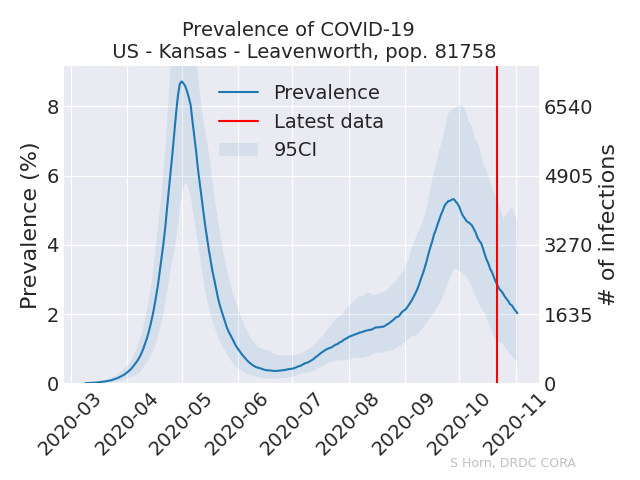 Prevalence of COVID-19
US - Kansas - Leavenworth, pop. 81758
Prevalence
Latest data
95CI
Prevalence (%)
8
6
4
2
0
6540
4905
3270
1635
0
# of infections
2020-03
2020-04
2020-05
2020-06
2020-07
2020-08
2020-09
2020-10
2020-11
S Horn, DRDC CORA